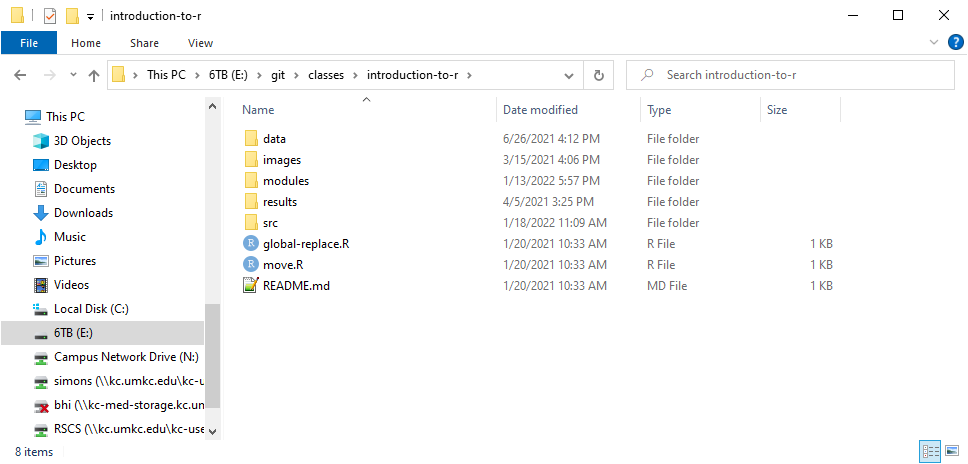 introduction-to-r
File Home Share View
This PC 6TB (E:) git classes introduction-to-r Search introduction-to-r
This PC
3D Objects
Desktop
Documents
Downloads
Music
Pictures
Videos
Local Disk (C:)
6TB (E:)
Campus Network Drive (N:)
simons (\\kc.umkc.edu\kc-u
bhi (\\kc-med-storage.kc.un
RSCS (\\kc.umkc.edu\kc-use
Name Date modified Type Size
data 6/26/2021 4:12 PM File folder
images 3/15/2021 4:06 PM File folder
modules 1/13/2022 5:57 PM File folder
results 4/5/2021 3:25 PM File folder
src 1/18/2022 11:09 AM File folder
R global-replace.R 1/20/2021 10:33 AM R File 1 KB
R move.R 1/20/2021 10:33 AM R File 1 KB
README.md 1/20/2021 10:33 AM MD File 1 KB
8 items